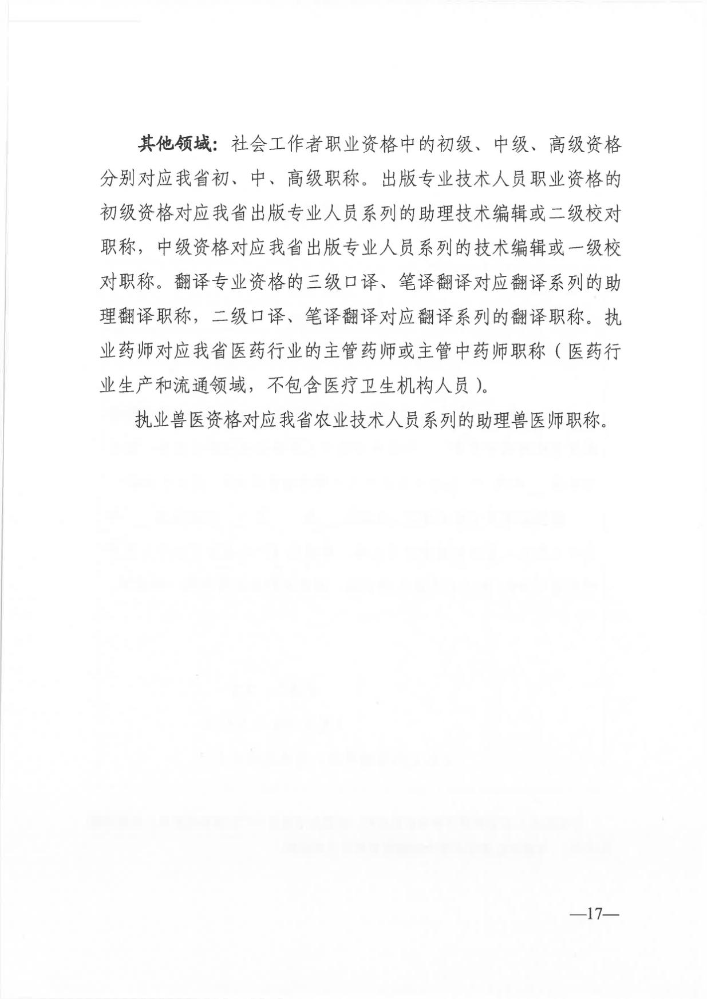 其他领域：社会工作者职业资格中的初级、中级、高级资格
分别对应我省初、中、高级职称。出版专业技术人员职业资格的
初级资格对应我省出版专业人员系列的助理技术编辑或二级校对
职称，中级资格对应我省出版专业人员系列的技术编辑或一级校
对职称。翻译专业资格的三级口译、笔译翻译对应翻译系列的助
理翻译职称，二级口译、笔译翻译对应翻译系列的翻译职称。执
业药师对应我省医药行业的主管药师或主管中药师职称（医药行
业生产和流通领域，不包含医疗卫生机构人员）。
执业兽医资格对应我省农业技术人员系列的助理兽医师职称。
—17—